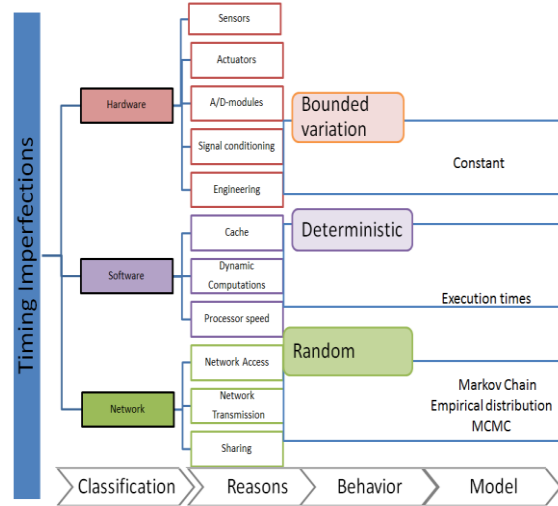 Timing Imperfections
Hardware
Sensors
Actuators
A/D-modules
Signal conditioning
Engineering
Bounded
variation
Constant
Software
Cache
Dynamic
Computations
Processor speed
Deterministic
Execution times
Network
Network Access
Network
Transmission
Sharing
Random
Markov Chain
Empirical distribution
MCMC
Classification
Reasons
Behavior
Model